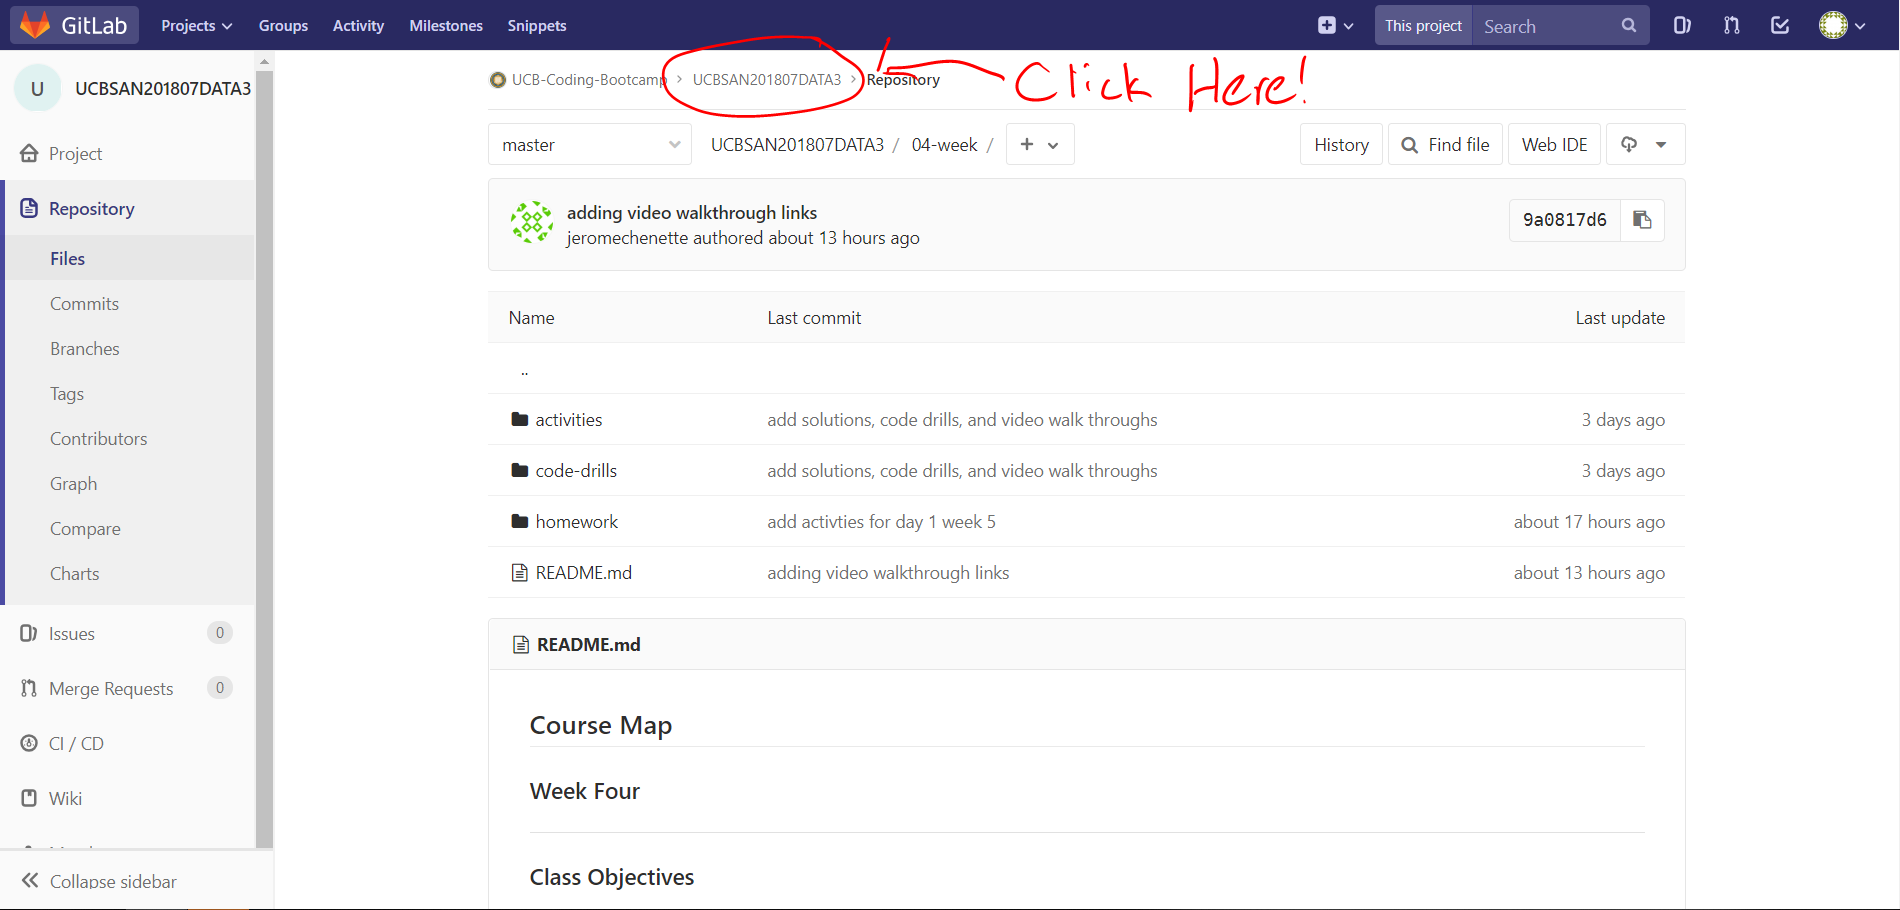 GitLab Projects Groups Activity Milestones Snippets This project Search
U UCBSAN201807DATA3
Project
Repository
Files
Commits
Branches
Tags
Contributors
Graph
Compare
Charts
Issues 0
Merge Requests 0
CI / CD
Wiki
Collapse sidebar
UCB-Coding-Bootcamp > UCBSAN201807DATA3 > Repository
Click Here!
master UCBSAN201807DATA3 / 04-week / + History Find file Web IDE
adding video walkthrough links
jeromechenette authored about 13 hours ago
9a0817d6
Name Last commit Last update
..
activities add solutions, code drills, and video walk throughs 3 days ago
code-drills add solutions, code drills, and video walk throughs 3 days ago
homework add activties for day 1 week 5 about 17 hours ago
README.md adding video walkthrough links about 13 hours ago
README.md
Course Map
Week Four
Class Objectives